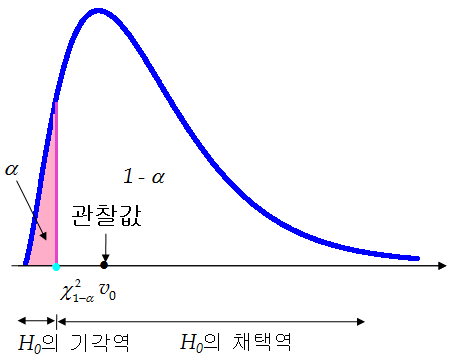 α
1 - α
관찰값
χ²₁₋α v₀
H₀의 기각역
H₀의 채택역